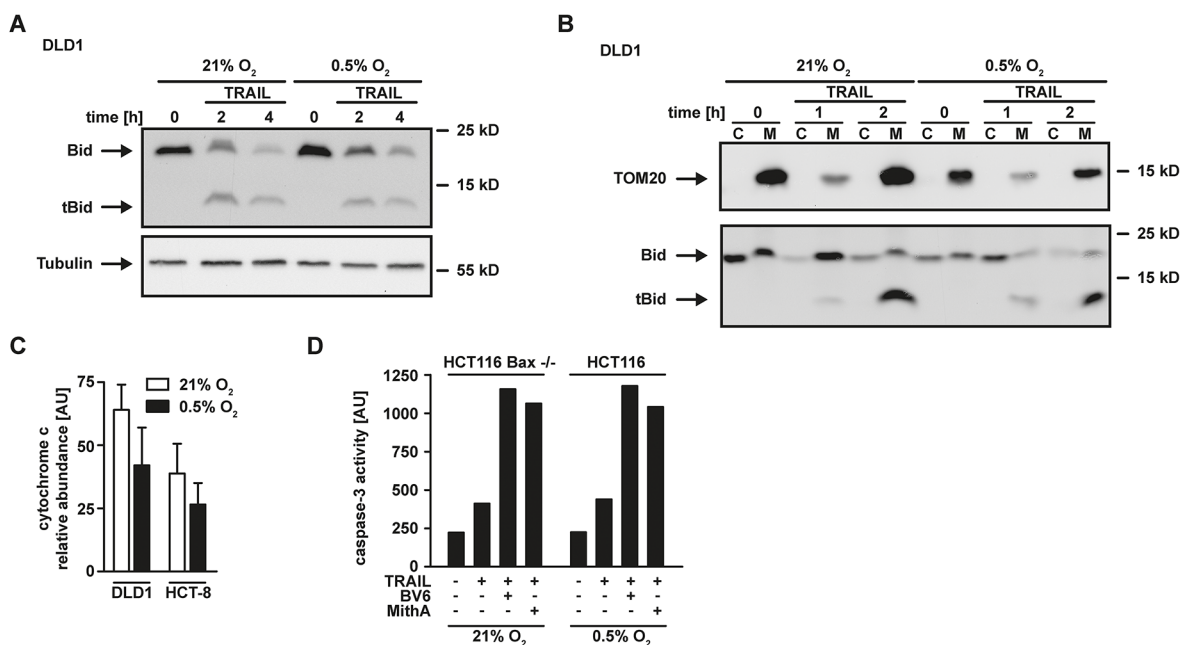 A
DLD1
21% O2 0.5% O2
TRAIL TRAIL
time [h] 0 2 4 0 2 4
Bid
25 kD
15 kD
tBid
Tubulin
55 kD
B
DLD1
21% O2 0.5% O2
TRAIL TRAIL
time [h] 0 1 2 0 1 2
C M C M C M C M C M C M
TOM20
15 kD
25 kD
Bid
15 kD
tBid
C
cytochrome c
relative abundance [AU]
75
50
25
0
21% O2
0.5% O2
DLD1 HCT-8
D
HCT116 Bax -/- HCT116
caspase-3 activity [AU]
1250
1000
750
500
250
0
TRAIL - + + + - + + +
BV6 - - + - - - + -
MithA - - - + - - - +
21% O2 0.5% O2